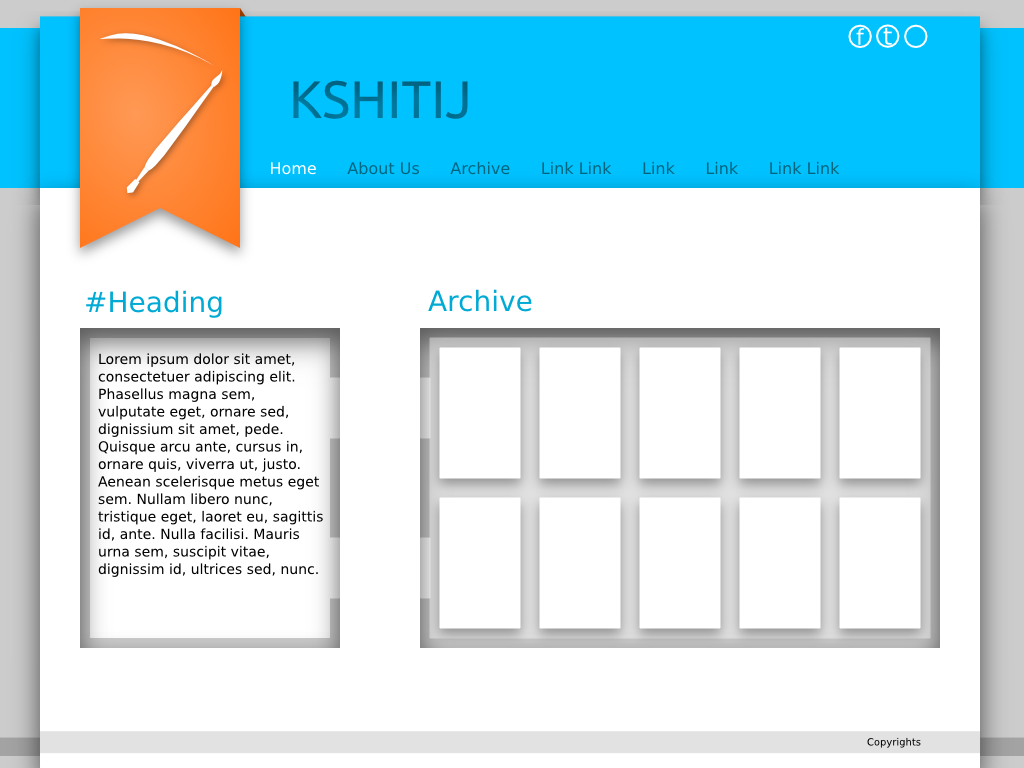 f t
KSHITIJ
Home About Us Archive Link Link Link Link Link Link
#Heading
Lorem ipsum dolor sit amet,
consectetuer adipiscing elit.
Phasellus magna sem,
vulputate eget, ornare sed,
dignissium sit amet, pede.
Quisque arcu ante, cursus in,
ornare quis, viverra ut, justo.
Aenean scelerisque metus eget
sem. Nullam libero nunc,
tristique eget, laoret eu, sagittis
id, ante. Nulla facilisi. Mauris
urna sem, suscipit vitae,
dignissim id, ultrices sed, nunc.
Archive
Copyrights